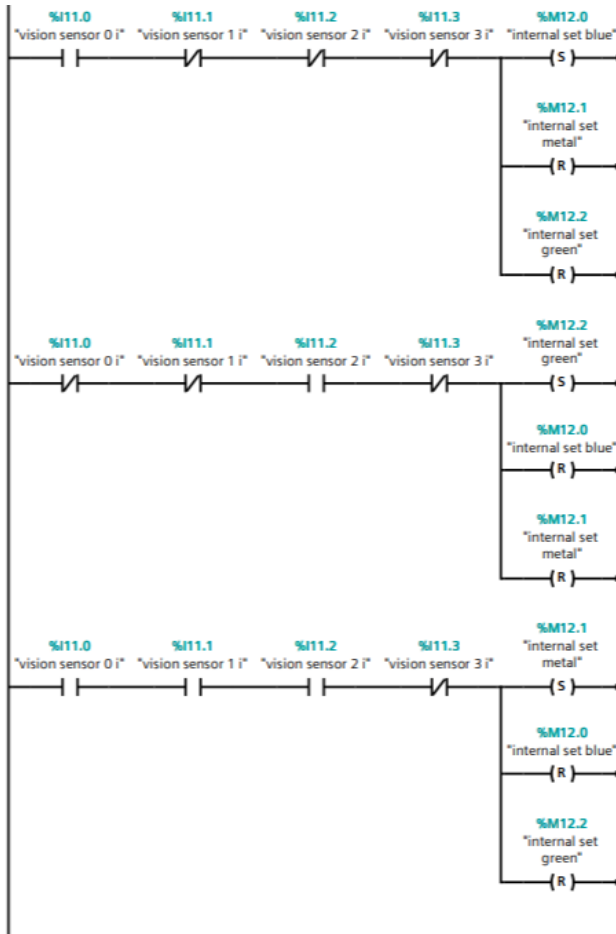 %I11.0 %I11.1 %I11.2 %I11.3 %M12.0
"vision sensor 0 i" "vision sensor 1 i" "vision sensor 2 i" "vision sensor 3 i" "internal set blue"
S
%M12.1
"internal set
metal"
R
%M12.2
"internal set
green"
R
%M12.2
%I11.0 %I11.1 %I11.2 %I11.3 "internal set
"vision sensor 0 i" "vision sensor 1 i" "vision sensor 2 i" "vision sensor 3 i" green"
S
%M12.0
"internal set blue"
R
%M12.1
"internal set
metal"
R
%M12.1
%I11.0 %I11.1 %I11.2 %I11.3 "internal set
"vision sensor 0 i" "vision sensor 1 i" "vision sensor 2 i" "vision sensor 3 i" metal"
S
%M12.0
"internal set blue"
R
%M12.2
"internal set
green"
R